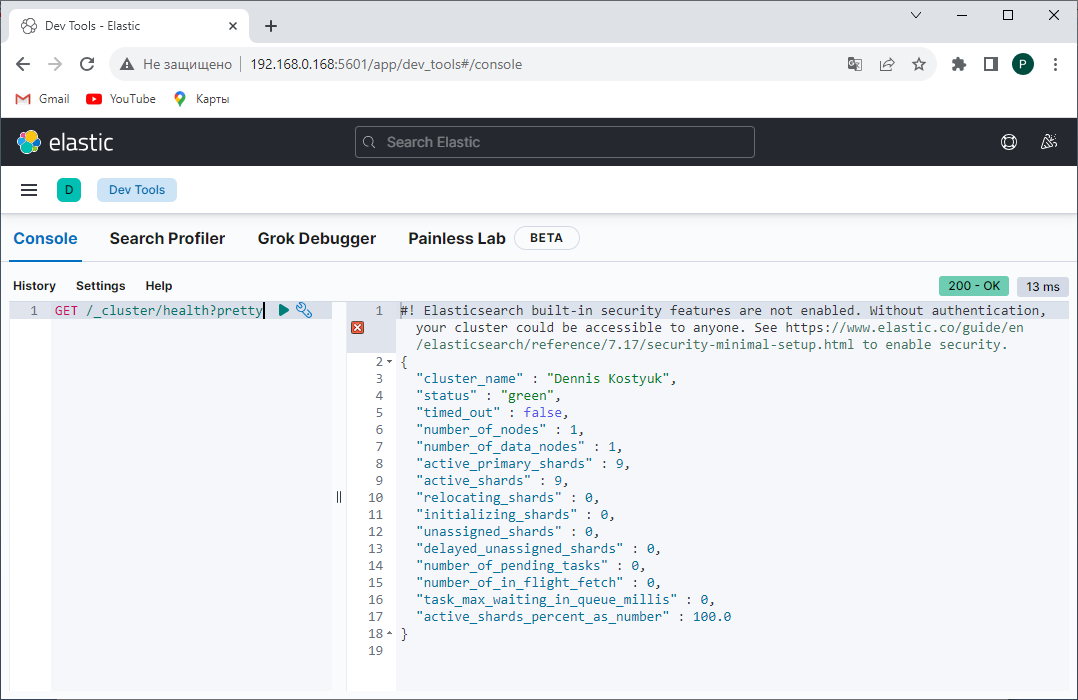 Dev Tools - Elastic
Не защищено 192.168.0.168:5601/app/dev_tools#/console
P
Gmail YouTube Карты
elastic Search Elastic
D Dev Tools
Console Search Profiler Grok Debugger Painless Lab BETA
History Settings Help 200 - OK 13 ms
1 GET /_cluster/health?pretty
1 #! Elasticsearch built-in security features are not enabled. Without authentication,
your cluster could be accessible to anyone. See https://www.elastic.co/guide/en
/elasticsearch/reference/7.17/security-minimal-setup.html to enable security.
2 {
3 "cluster_name" : "Dennis Kostyuk",
4 "status" : "green",
5 "timed_out" : false,
6 "number_of_nodes" : 1,
7 "number_of_data_nodes" : 1,
8 "active_primary_shards" : 9,
9 "active_shards" : 9,
10 "relocating_shards" : 0,
11 "initializing_shards" : 0,
12 "unassigned_shards" : 0,
13 "delayed_unassigned_shards" : 0,
14 "number_of_pending_tasks" : 0,
15 "number_of_in_flight_fetch" : 0,
16 "task_max_waiting_in_queue_millis" : 0,
17 "active_shards_percent_as_number" : 100.0
18 }
19